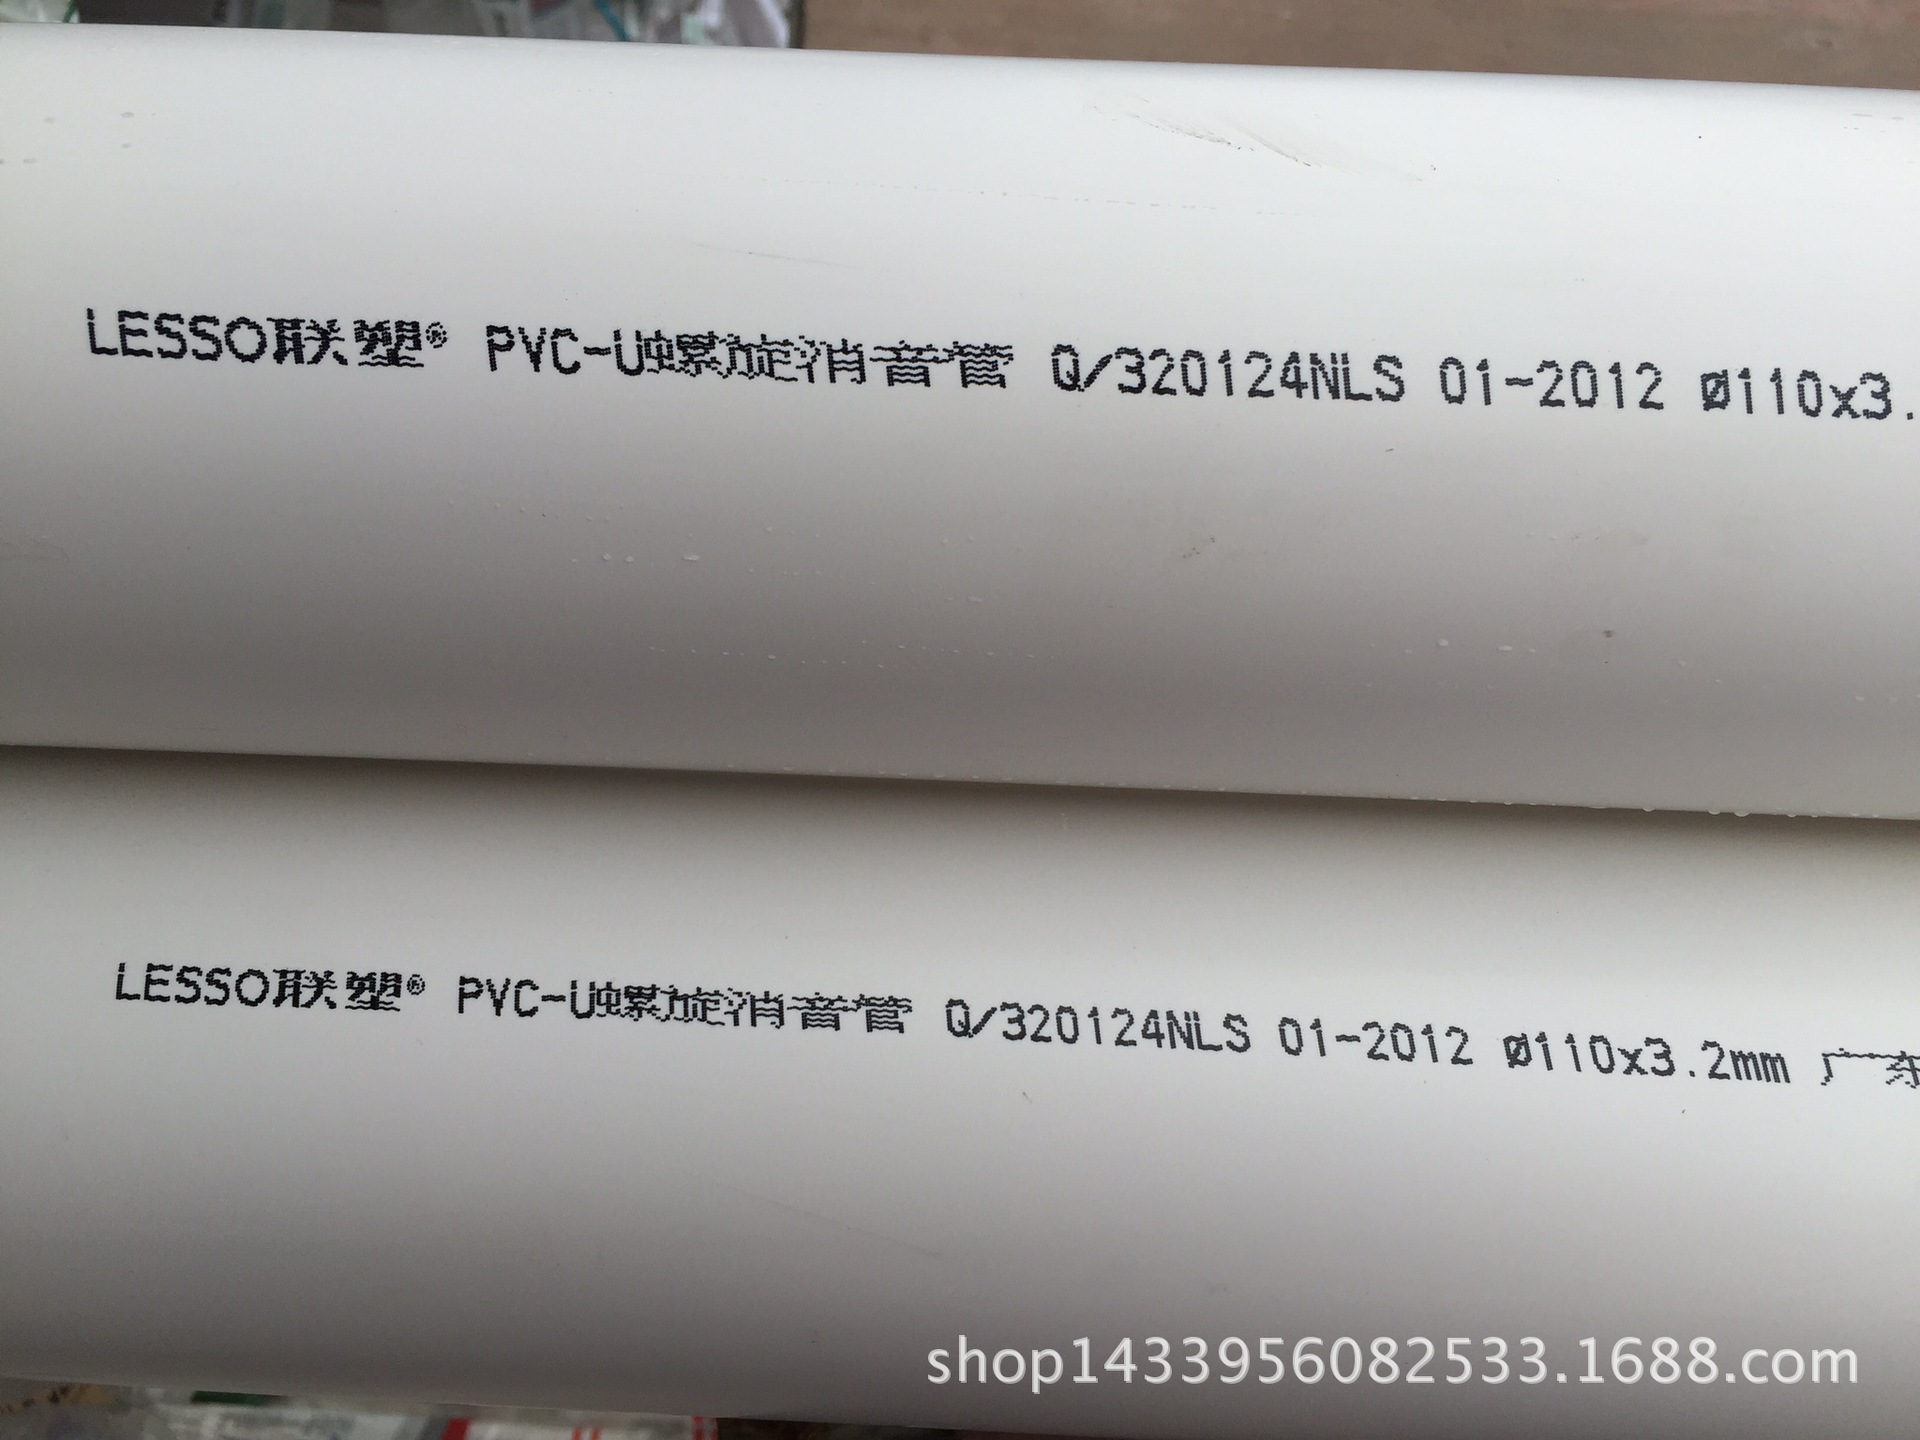 LESSO联塑® PVC-U螺旋消音管 Q/320124NLS 01-2012 Ø110x3.
LESSO联塑® PVC-U螺旋消音管 Q/320124NLS 01-2012 Ø110x3.2mm 广东
shop1433956082533.1688.com